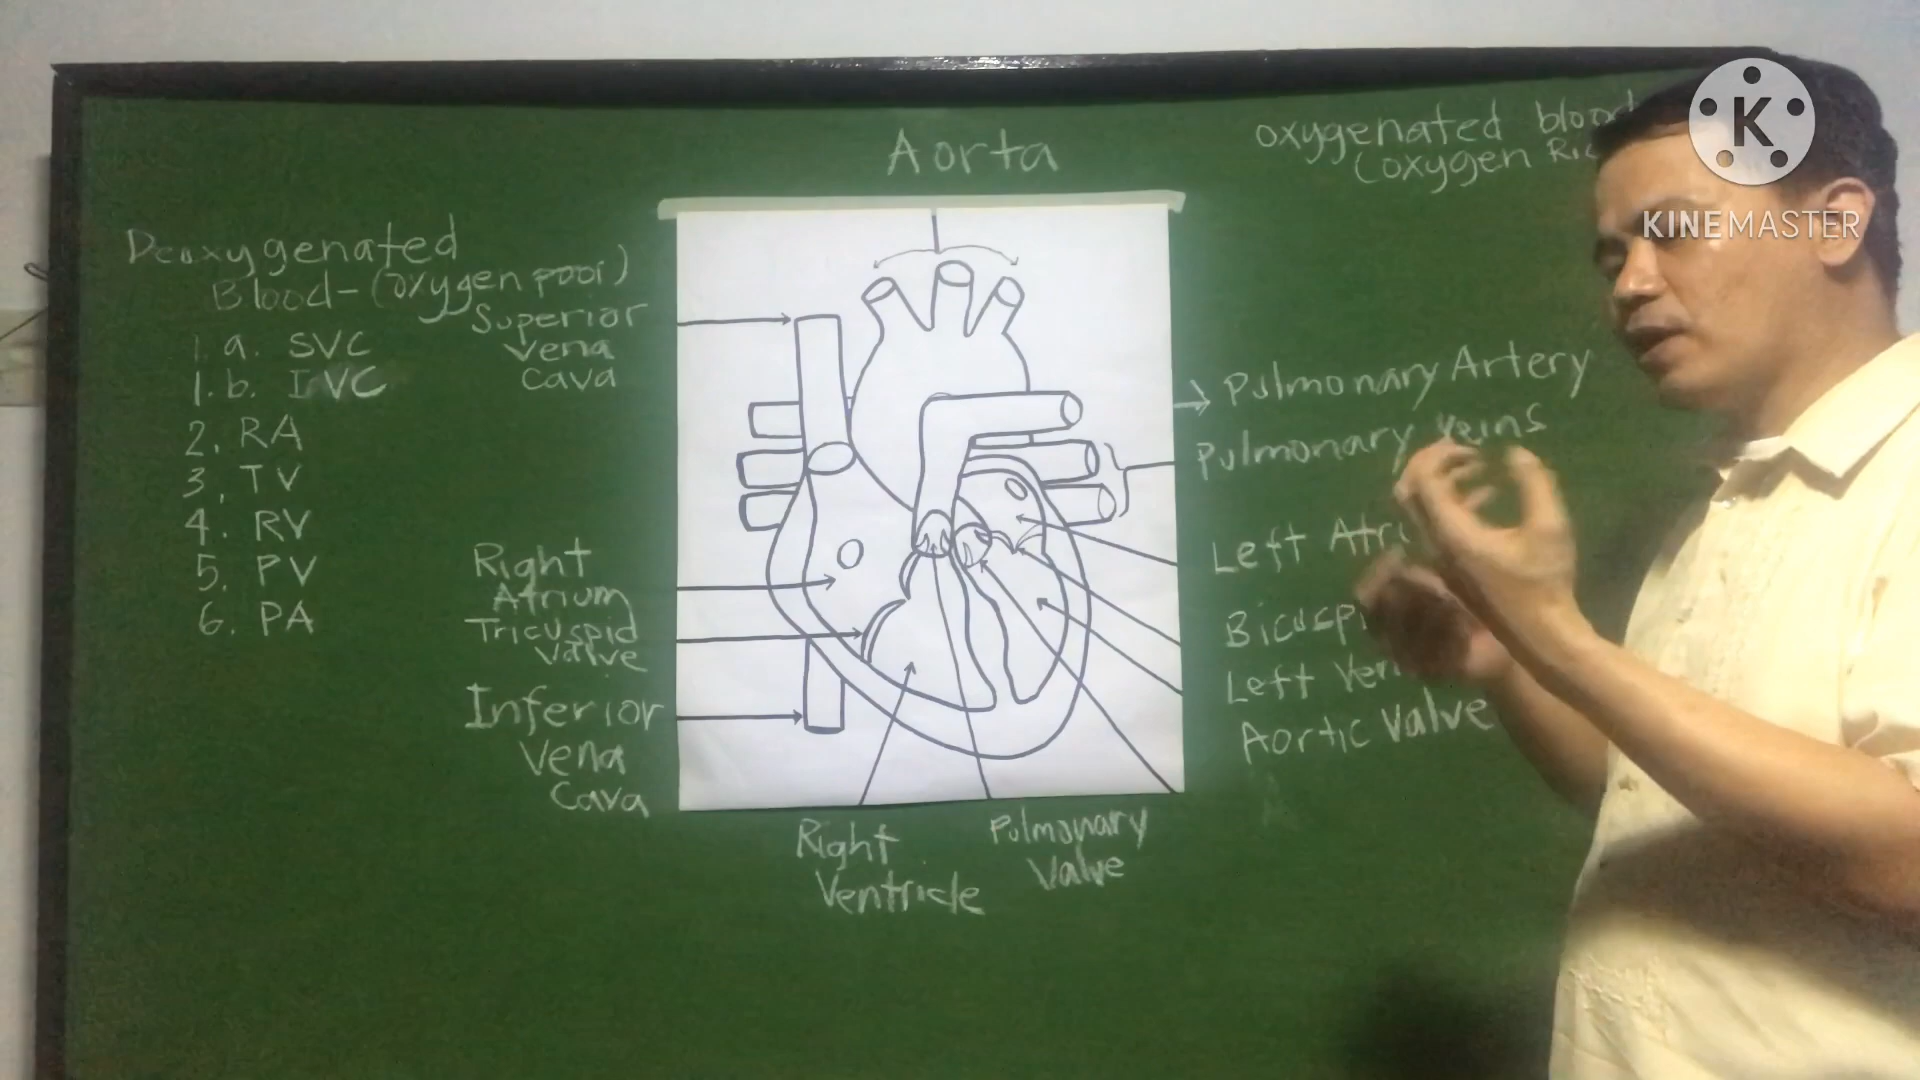 Aorta
oxygenated blood
(oxygen
Deoxygenated
Blood-(oxygen poor)
1. a. SVC
1. b. IVC
2. RA
3. TV
4. RV
5. PV
6. PA
Superior
Vena
Cava
Right
Atrium
Tricuspid
Valve
Inferior
Vena
Cava
Right
Ventricle
Pulmonary
Valve
Pulmonary Artery
Pulmonary Veins
Left
Left
Aortic Valve
K
KINEMASTER